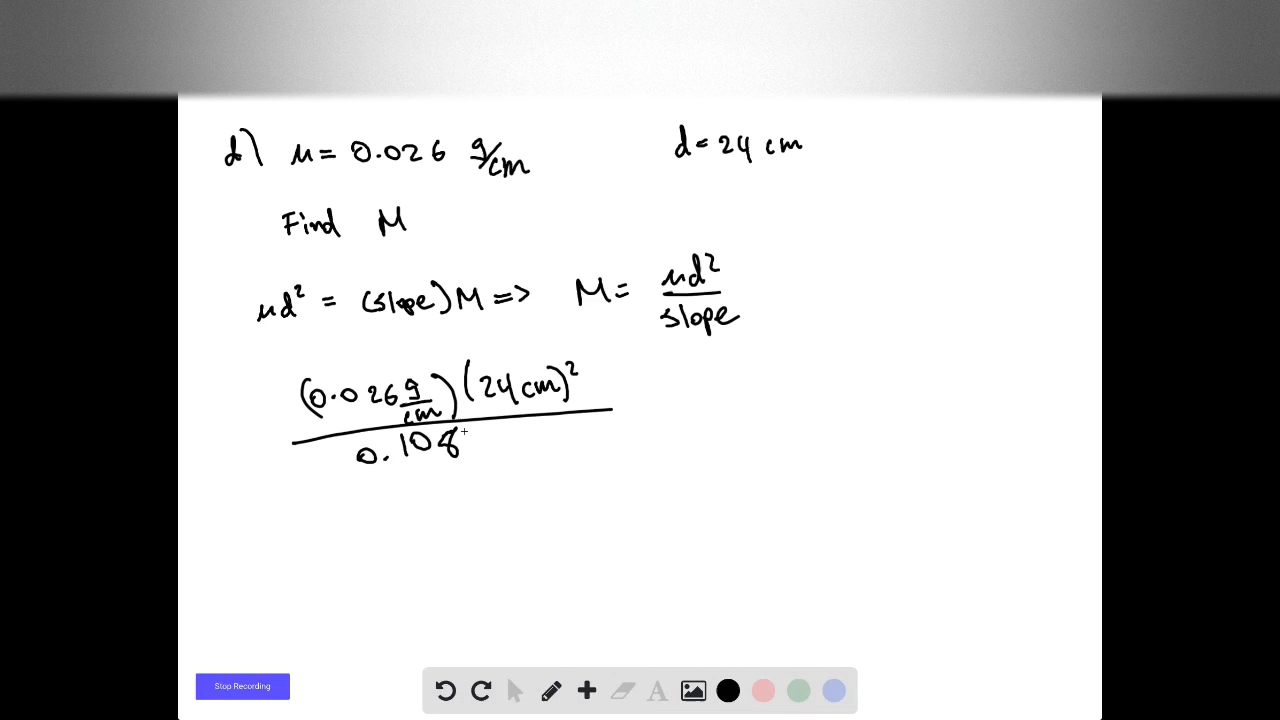 d) μ = 0.026 g/cm d = 24 cm
Find M
μd² = (slope)M => M = μd²/slope
(0.026 g/cm)(24 cm)²
0.108
Stop Recording
A